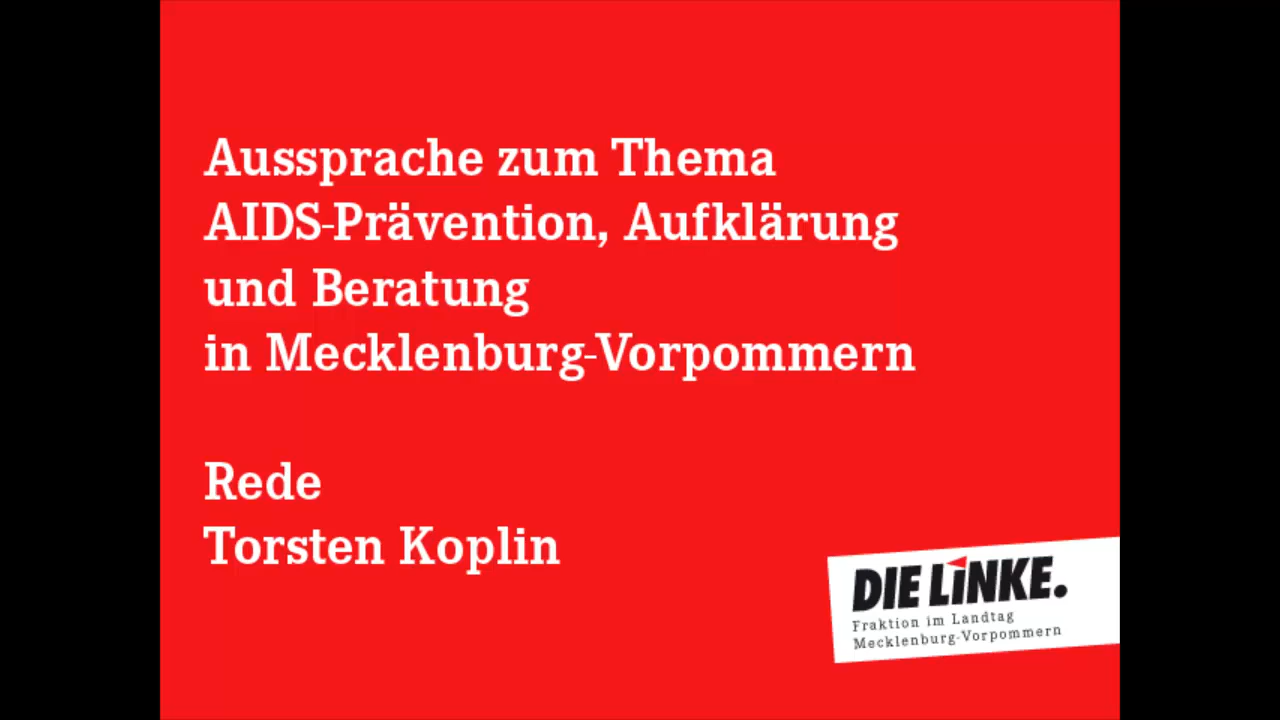 Aussprache zum Thema
AIDS-Prävention, Aufklärung
und Beratung
in Mecklenburg-Vorpommern
Rede
Torsten Koplin
DIE LINKE.
Fraktion im Landtag
Mecklenburg-Vorpommern